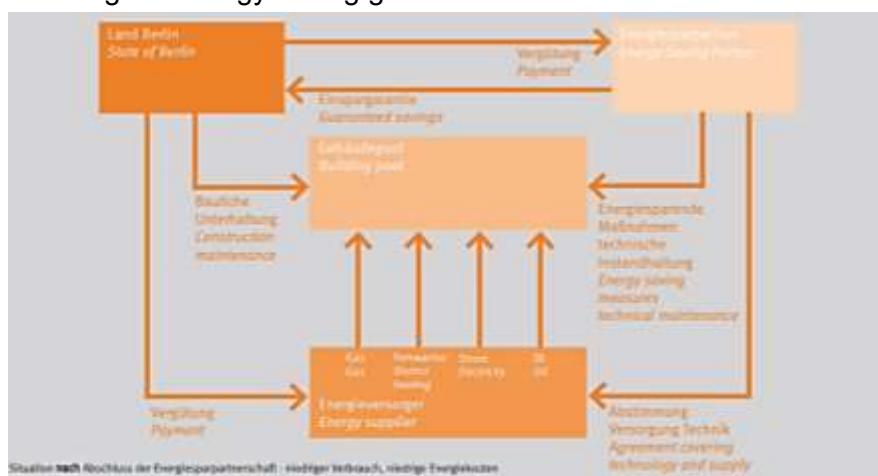 Land Berlin
State of Berlin
Vergütung
Payment
Energy Saving Partner
Einspargarantie
Guaranteed savings
Gebäudepool
Building pool
Bauliche
Unterhaltung
Construction
maintenance
Energiesparende
Maßnahmen
technische
Instandhaltung
Energy saving
measures
technical maintenance
Gas
Gas
Fernwärme
District
heating
Strom
Electricity
Öl
Oil
Energieversorger
Energy supplier
Vergütung
Payment
Abstimmung
Versorgung Technik
Agreement covering
technology and supply
Situation nach Abschluss der Energiesparpartnerschaft : niedriger Verbrauch, niedrige Energiekosten